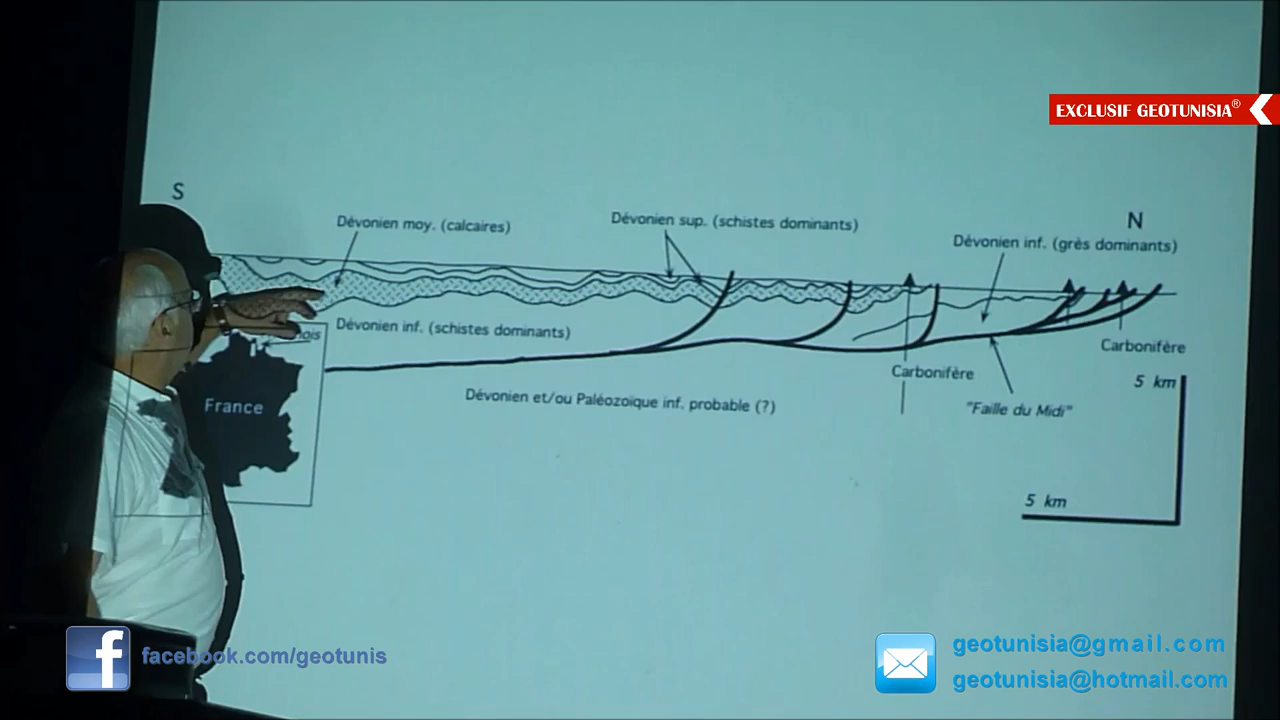 EXCLUSIF GEOTUNISIA®
S
N
Dévonien moy. (calcaires)
Dévonien sup. (schistes dominants)
Dévonien inf. (grès dominants)
Dévonien inf. (schistes dominants)
Carbonifère
Carbonifère
5 km
France
Dévonien et/ou Paléozoïque inf. probable (?)
"Faille du Midi"
5 km
facebook.com/geotunis
geotunisia@gmail.com
geotunisia@hotmail.com